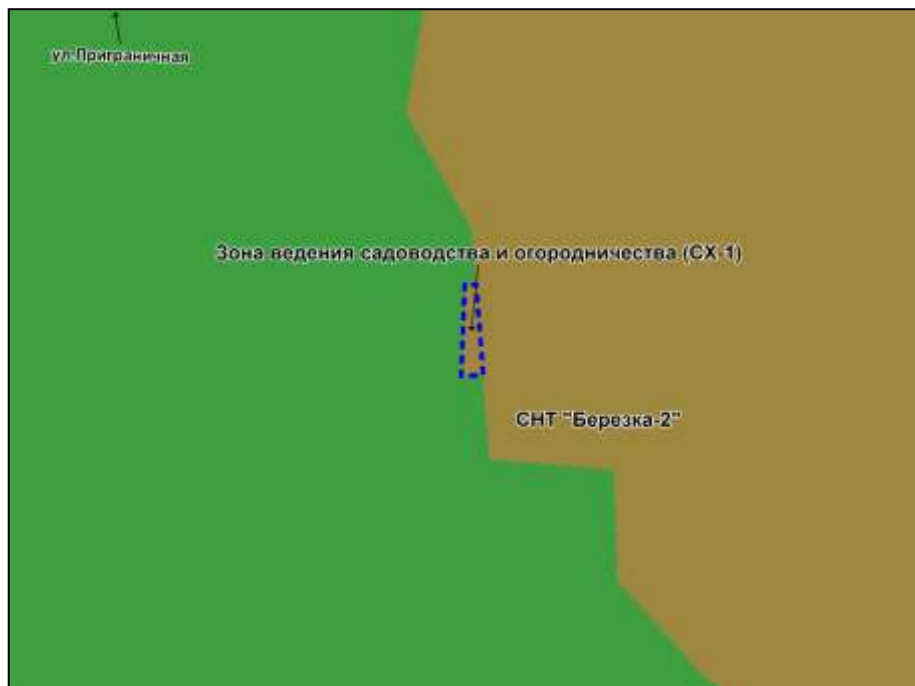 ул.Приграничная
Зона ведения садоводства и огородничества (СХ-1)
СНТ "Березка-2"